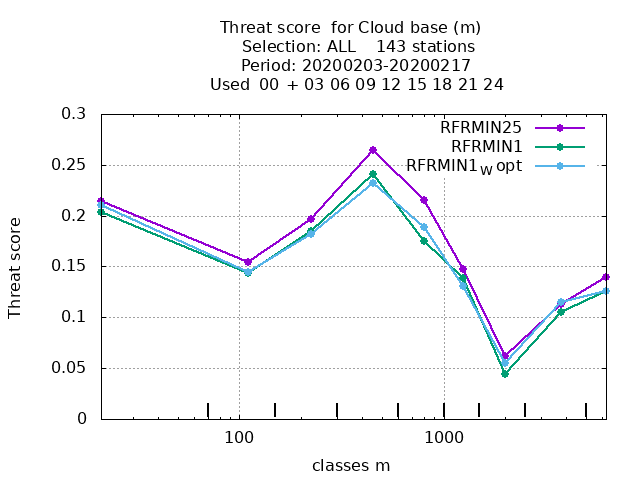 Threat score  for Cloud base (m)
Selection: ALL    143 stations
Period: 20200203-20200217
Used  00 + 03 06 09 12 15 18 21 24
RFRMIN25
RFRMIN1
RFRMIN1w opt
0.3
0.25
0.2
0.15
0.1
0.05
0
Threat score
100
1000
classes m